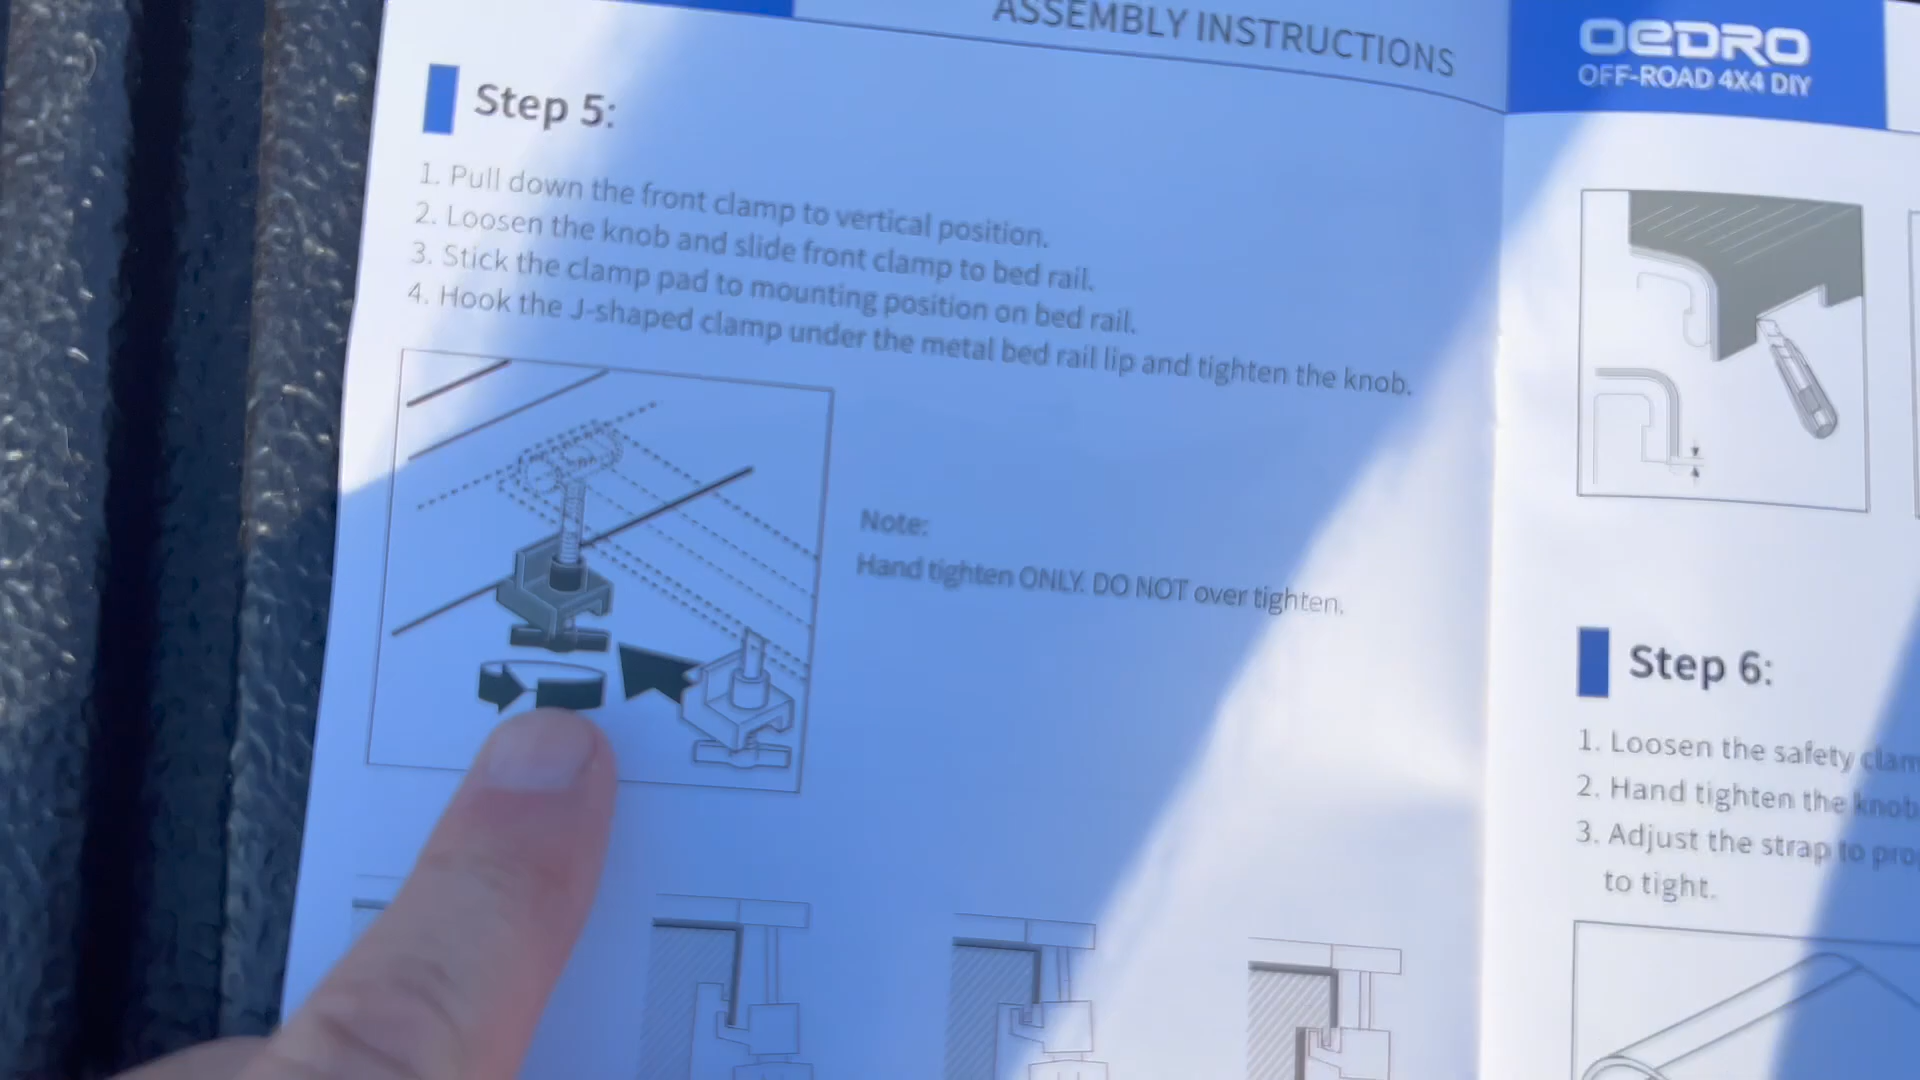 ASSEMBLY INSTRUCTIONS
Step 5:
1. Pull down the front clamp to vertical position.
2. Loosen the knob and slide front clamp to bed rail.
3. Stick the clamp pad to mounting position on bed rail.
4. Hook the J-shaped clamp under the metal bed rail lip and tighten the knob.
Note:
Hand tighten ONLY. DO NOT over tighten.
OEDRO
OFF-ROAD 4X4 DIY
Step 6:
1. Loosen the safety clam
2. Hand tighten the knob
3. Adjust the strap to pro
to tight.